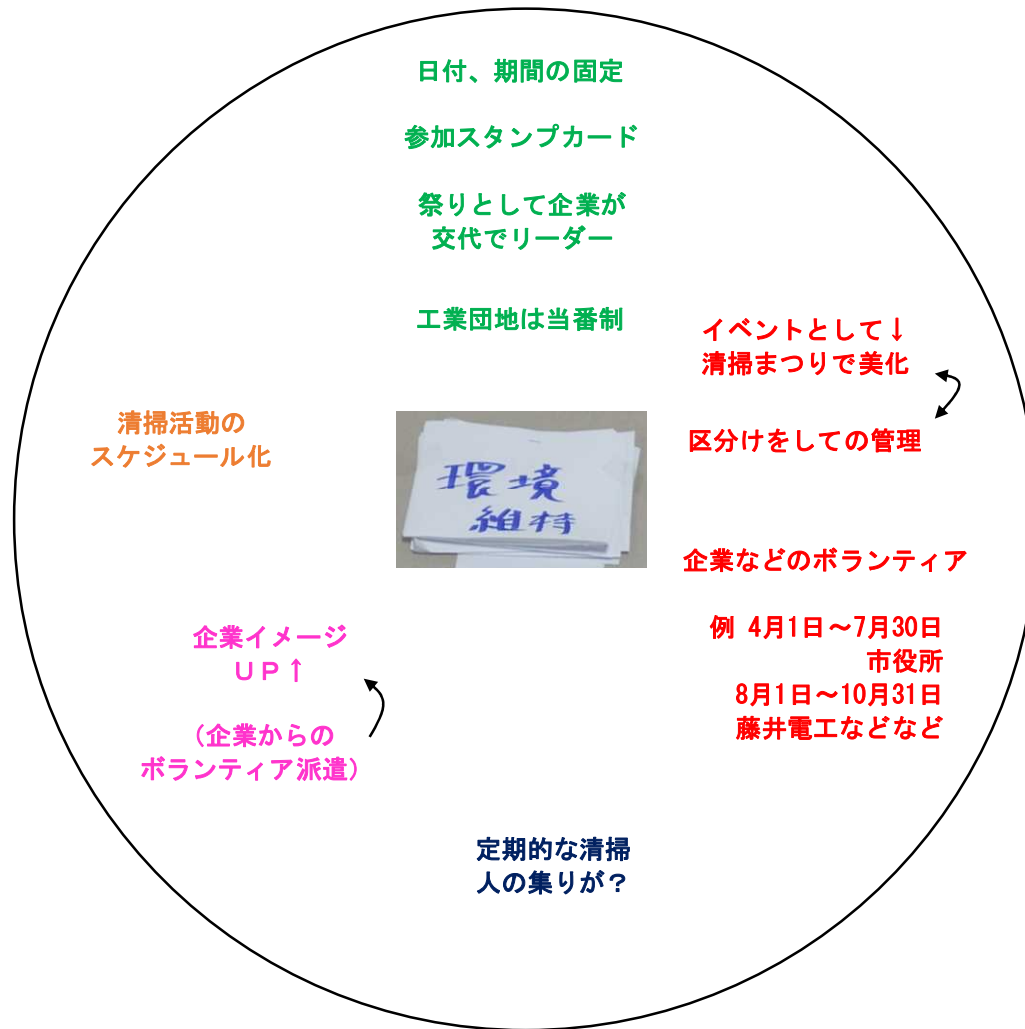 日付、期間の固定
参加スタンプカード
祭りとして企業が
交代でリーダー
工業団地は当番制
イベントとして↓
清掃まつりで美化
区分けをしての管理
清掃活動の
スケジュール化
環境
維持
企業などのボランティア
例 4月1日～7月30日
市役所
8月1日～10月31日
藤井電工などなど
企業イメージ
ＵＰ↑
（企業からの
ボランティア派遣）
定期的な清掃
人の集りが？